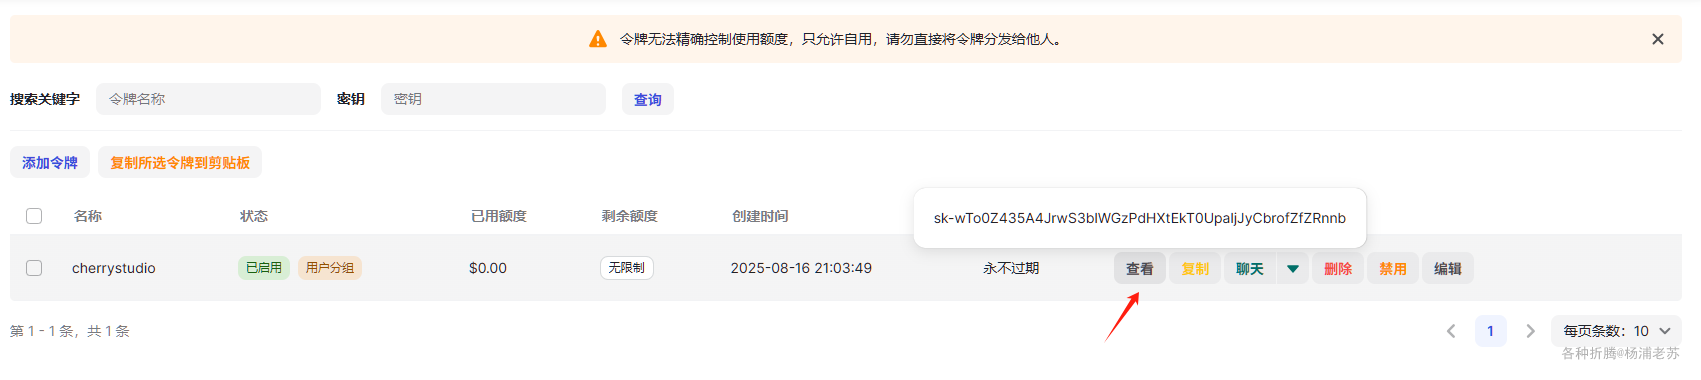 令牌无法精确控制使用额度，只允许自用，请勿直接将令牌分发给他人。
搜索关键字 令牌名称 密钥 密钥 查询
添加令牌 复制所选令牌到剪贴板
名称 状态 已用额度 剩余额度 创建时间
sk-wTo0Z435A4JrwS3bIWGzPdHXtEkT0UpaljJyCbrofZfZRnnb
cherrystudio 已启用 用户分组 $0.00 无限制 2025-08-16 21:03:49 永不过期 查看 复制 聊天 删除 禁用 编辑
第 1 - 1 条，共 1 条 1 每页条数：10
各种折腾@杨浦老苏